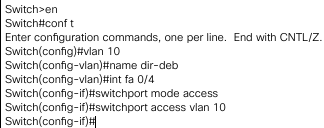 Switch>en
Switch#conf t
Enter configuration commands, one per line.  End with CNTL/Z.
Switch(config)#vlan 10
Switch(config-vlan)#name dir-deb
Switch(config-vlan)#int fa 0/4
Switch(config-if)#switchport mode access
Switch(config-if)#switchport access vlan 10
Switch(config-if)#